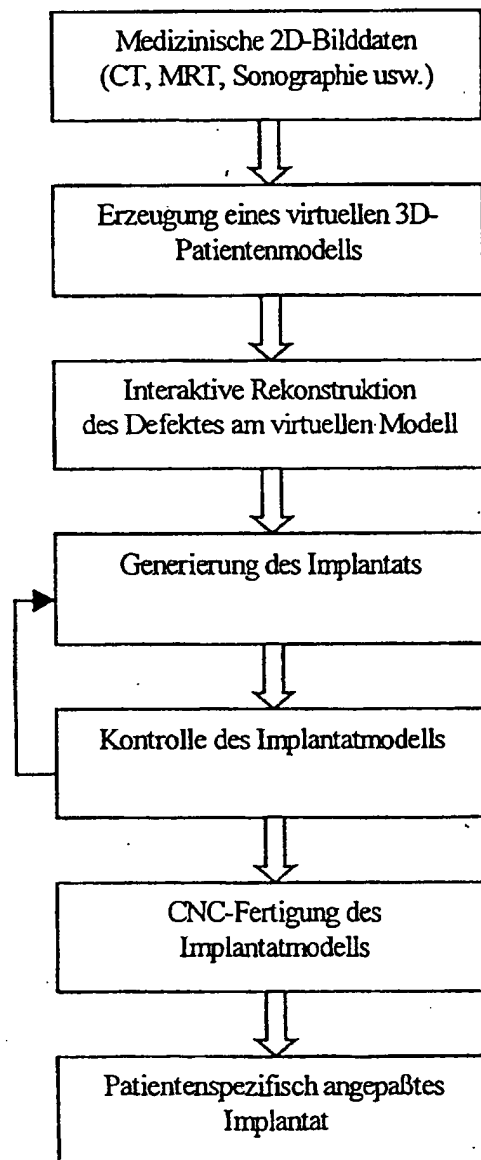 Medizinische 2D-Bilddaten
(CT, MRT, Sonographie usw.)
Erzeugung eines virtuellen 3D-
Patientenmodells
Interaktive Rekonstruktion
des Defektes am virtuellen Modell
Generierung des Implantats
Kontrolle des Implantatmodells
CNC-Fertigung des
Implantatmodells
Patientenspezifisch angepaßtes
Implantat